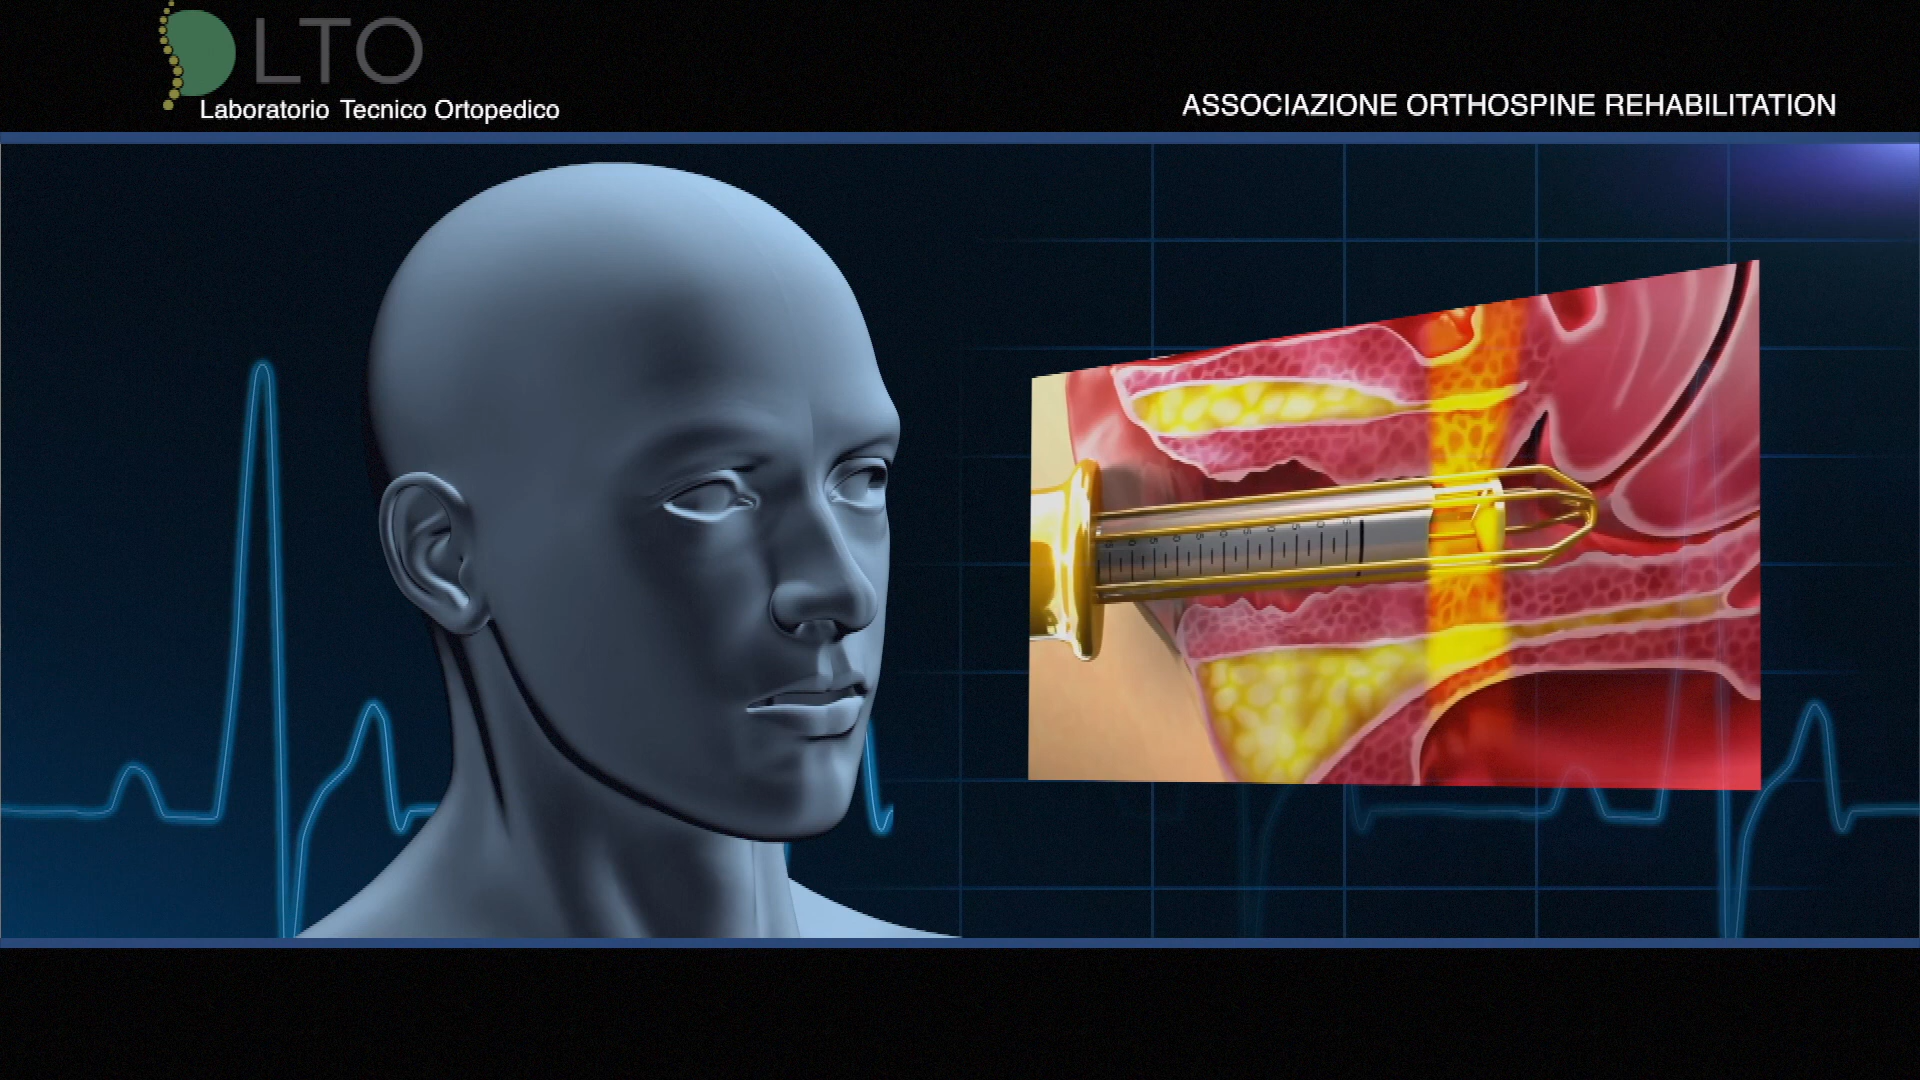 LTO
Laboratorio Tecnico Ortopedico
ASSOCIAZIONE ORTHOSPINE REHABILITATION